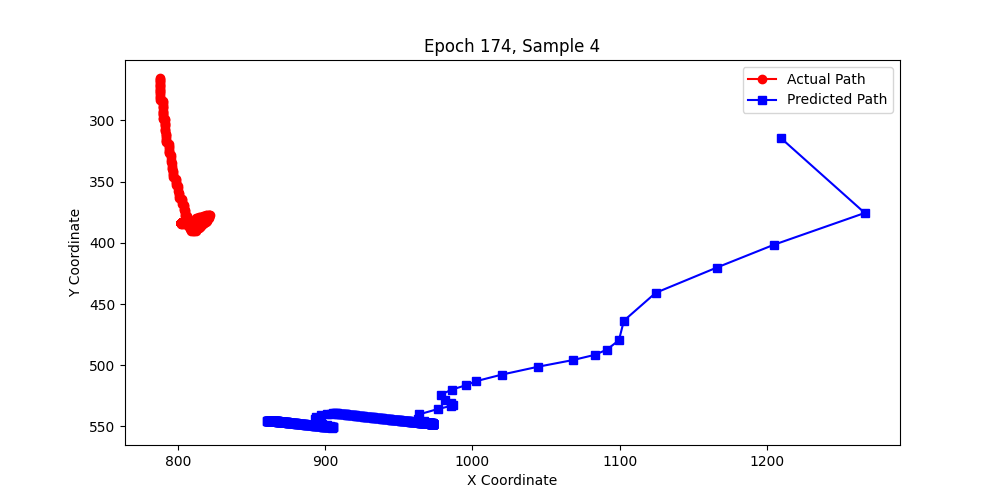 Epoch 174, Sample 4
Actual Path
Predicted Path
Y Coordinate
300
350
400
450
500
550
800
900
1000
1100
1200
X Coordinate